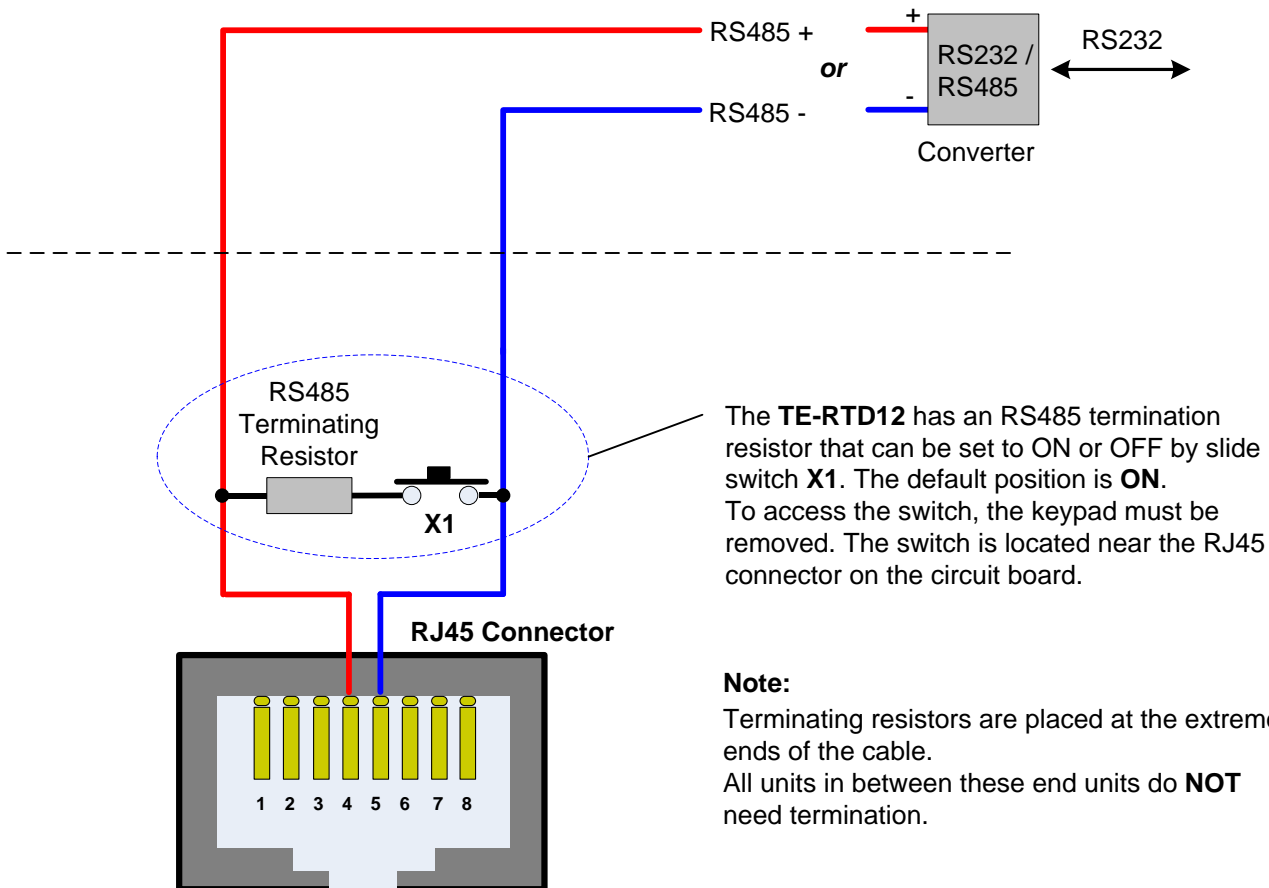 RS485 +
or
RS485 -
+
-
RS232 /
RS485
Converter
RS232
RS485
Terminating
Resistor
X1
The TE-RTD12 has an RS485 termination
resistor that can be set to ON or OFF by slide
switch X1. The default position is ON.
To access the switch, the keypad must be
removed. The switch is located near the RJ45
connector on the circuit board.
RJ45 Connector
1 2 3 4 5 6 7 8
Note:
Terminating resistors are placed at the extreme
ends of the cable.
All units in between these end units do NOT
need termination.